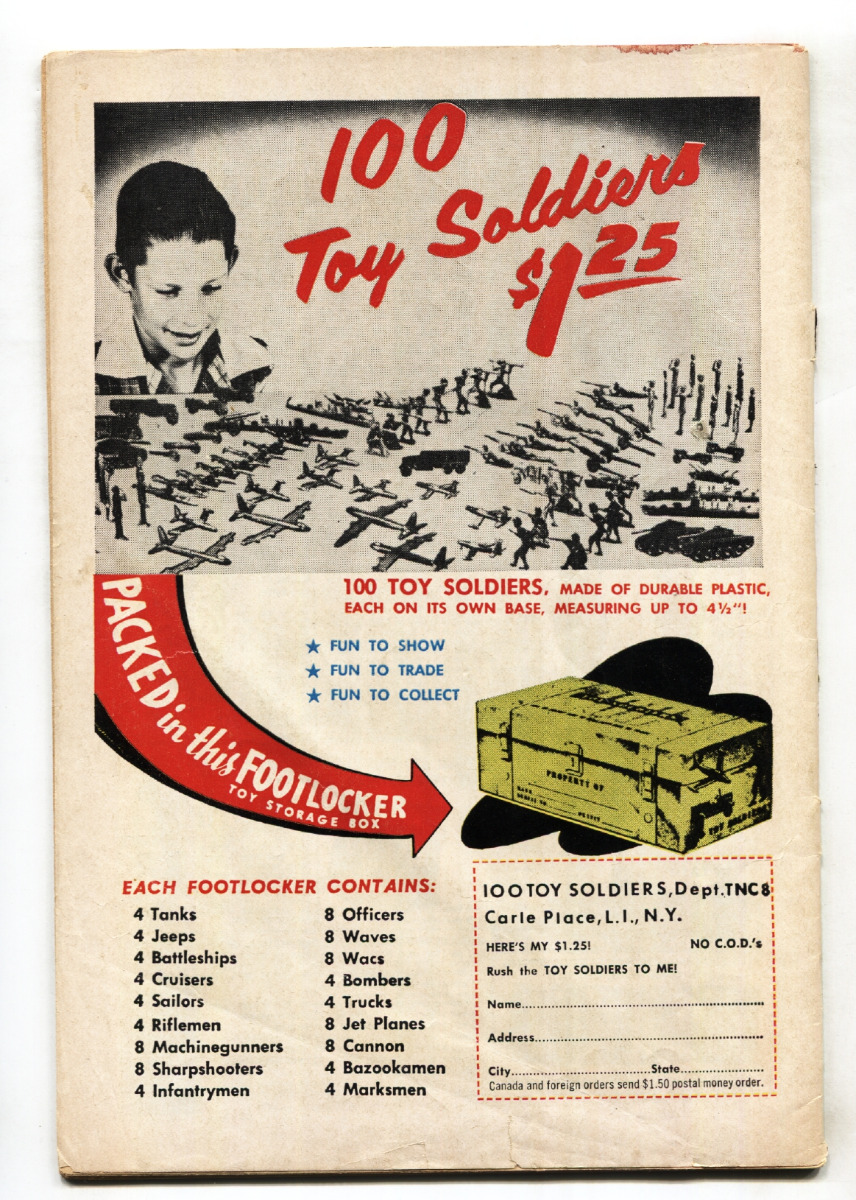 100
Toy Soldiers
$1.25
100 TOY SOLDIERS, MADE OF DURABLE PLASTIC,
EACH ON ITS OWN BASE, MEASURING UP TO 4½"!
★ FUN TO SHOW
★ FUN TO TRADE
★ FUN TO COLLECT
PACKED in this FOOTLOCKER
TOY STORAGE BOX
PROPERTY OF
TOY SOLDIERS
EACH FOOTLOCKER CONTAINS:
4 Tanks
4 Jeeps
4 Battleships
4 Cruisers
4 Sailors
4 Riflemen
8 Machinegunners
8 Sharpshooters
4 Infantrymen
8 Officers
8 Waves
8 Wacs
4 Bombers
4 Trucks
8 Jet Planes
8 Cannon
4 Bazookamen
4 Marksmen
100 TOY SOLDIERS, Dept. TNC8
Carle Place, L.I., N.Y.
HERE'S MY $1.25! NO C.O.D.'s
Rush the TOY SOLDIERS TO ME!
Name
Address
City State
Canada and foreign orders send $1.50 postal money order.